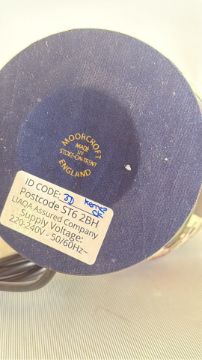 MOORCROFT
MADE
IN
STOKE-ON-TRENT
ENGLAND
ID CODE:
Postcode ST6 2BH
LIAQA Assured Company
Supply Voltage:
220-240V - 50/60Hz~